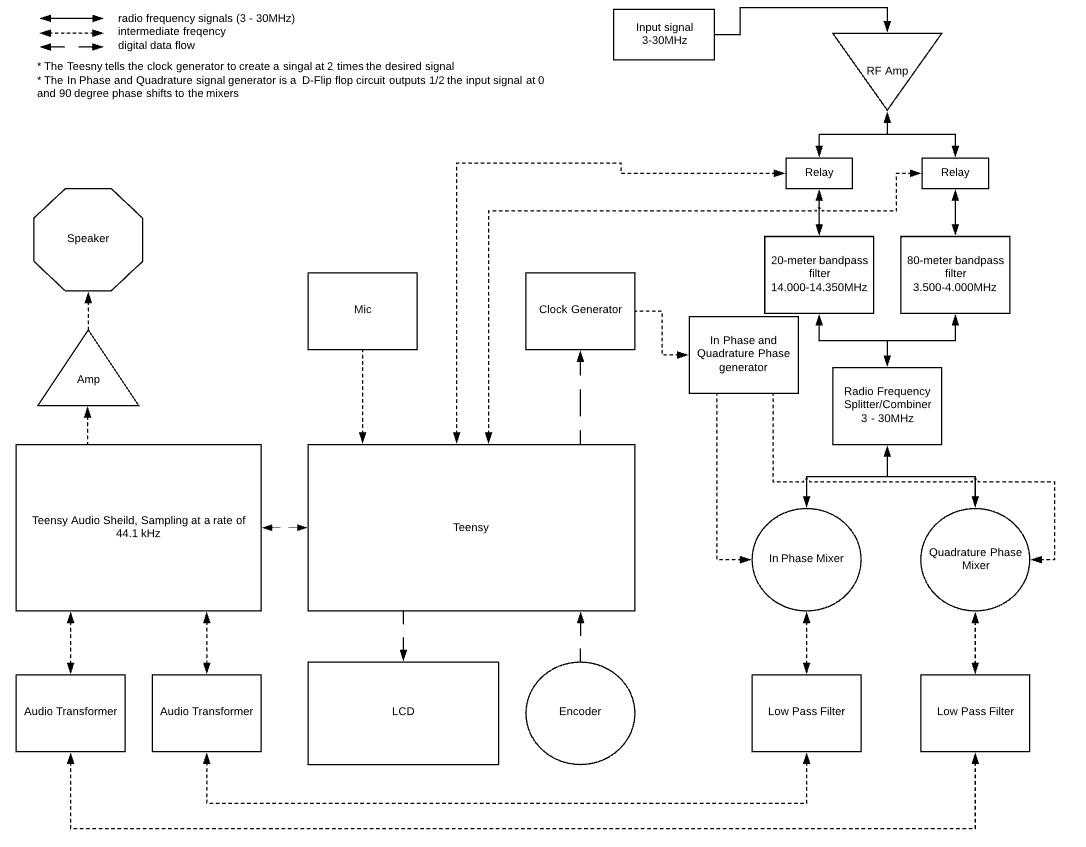 radio frequency signals (3 - 30MHz)
intermediate freqency
digital data flow
* The Teesny tells the clock generator to create a singal at 2 times the desired signal
* The In Phase and Quadrature signal generator is a D-Flip flop circuit outputs 1/2 the input signal at 0
and 90 degree phase shifts to the mixers
Input signal
3-30MHz
RF Amp
Relay
Relay
Speaker
20-meter bandpass
filter
14.000-14.350MHz
80-meter bandpass
filter
3.500-4.000MHz
Mic
Clock Generator
In Phase and
Quadrature Phase
generator
Amp
Radio Frequency
Splitter/Combiner
3 - 30MHz
Teensy Audio Sheild, Sampling at a rate of
44.1 kHz
Teensy
In Phase Mixer
Quadrature Phase
Mixer
Audio Transformer
Audio Transformer
LCD
Encoder
Low Pass Filter
Low Pass Filter